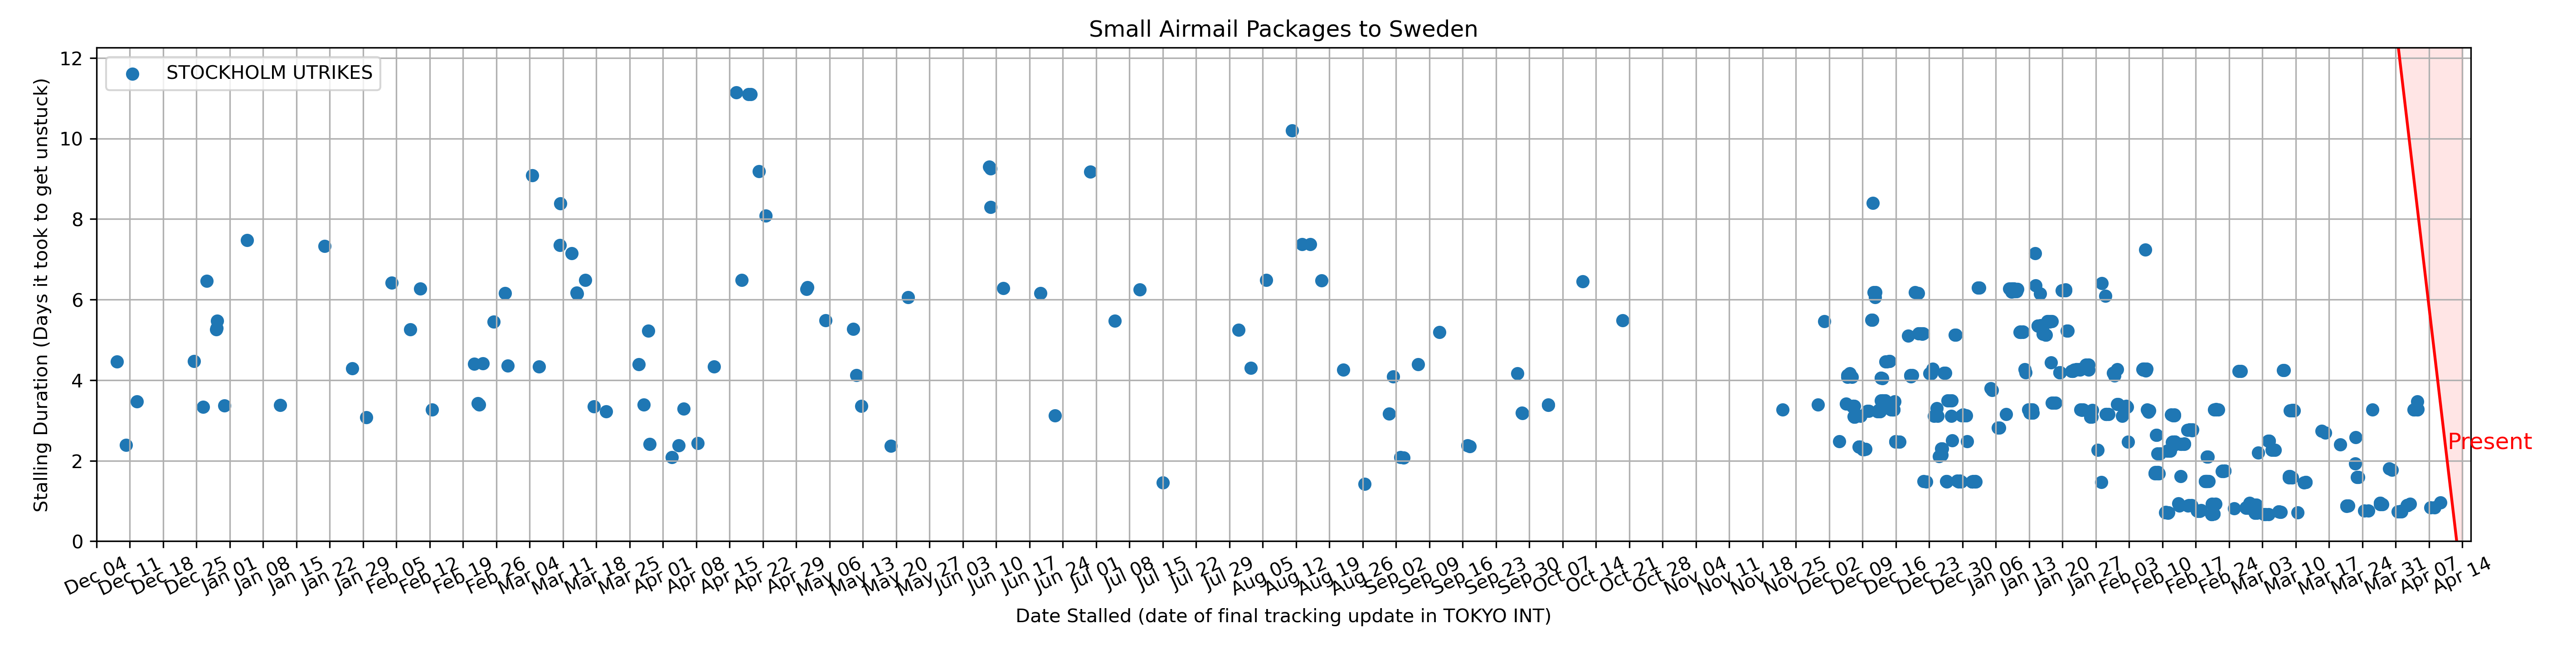 Small Airmail Packages to Sweden
STOCKHOLM UTRIKES
Stalling Duration (Days it took to get unstuck)
12
10
8
6
4
2
0
Present
Dec 04
Dec 11
Dec 18
Dec 25
Jan 01
Jan 08
Jan 15
Jan 22
Jan 29
Feb 05
Feb 12
Feb 19
Feb 26
Mar 04
Mar 11
Mar 18
Mar 25
Apr 01
Apr 08
Apr 15
Apr 22
Apr 29
May 06
May 13
May 20
May 27
Jun 03
Jun 10
Jun 17
Jun 24
Jul 01
Jul 08
Jul 15
Jul 22
Jul 29
Aug 05
Aug 12
Aug 19
Aug 26
Sep 02
Sep 09
Sep 16
Sep 23
Sep 30
Oct 07
Oct 14
Oct 21
Oct 28
Nov 04
Nov 11
Nov 18
Nov 25
Dec 02
Dec 09
Dec 16
Dec 23
Dec 30
Jan 06
Jan 13
Jan 20
Jan 27
Feb 03
Feb 10
Feb 17
Feb 24
Mar 03
Mar 10
Mar 17
Mar 24
Mar 31
Apr 07
Apr 14
Date Stalled (date of final tracking update in TOKYO INT)